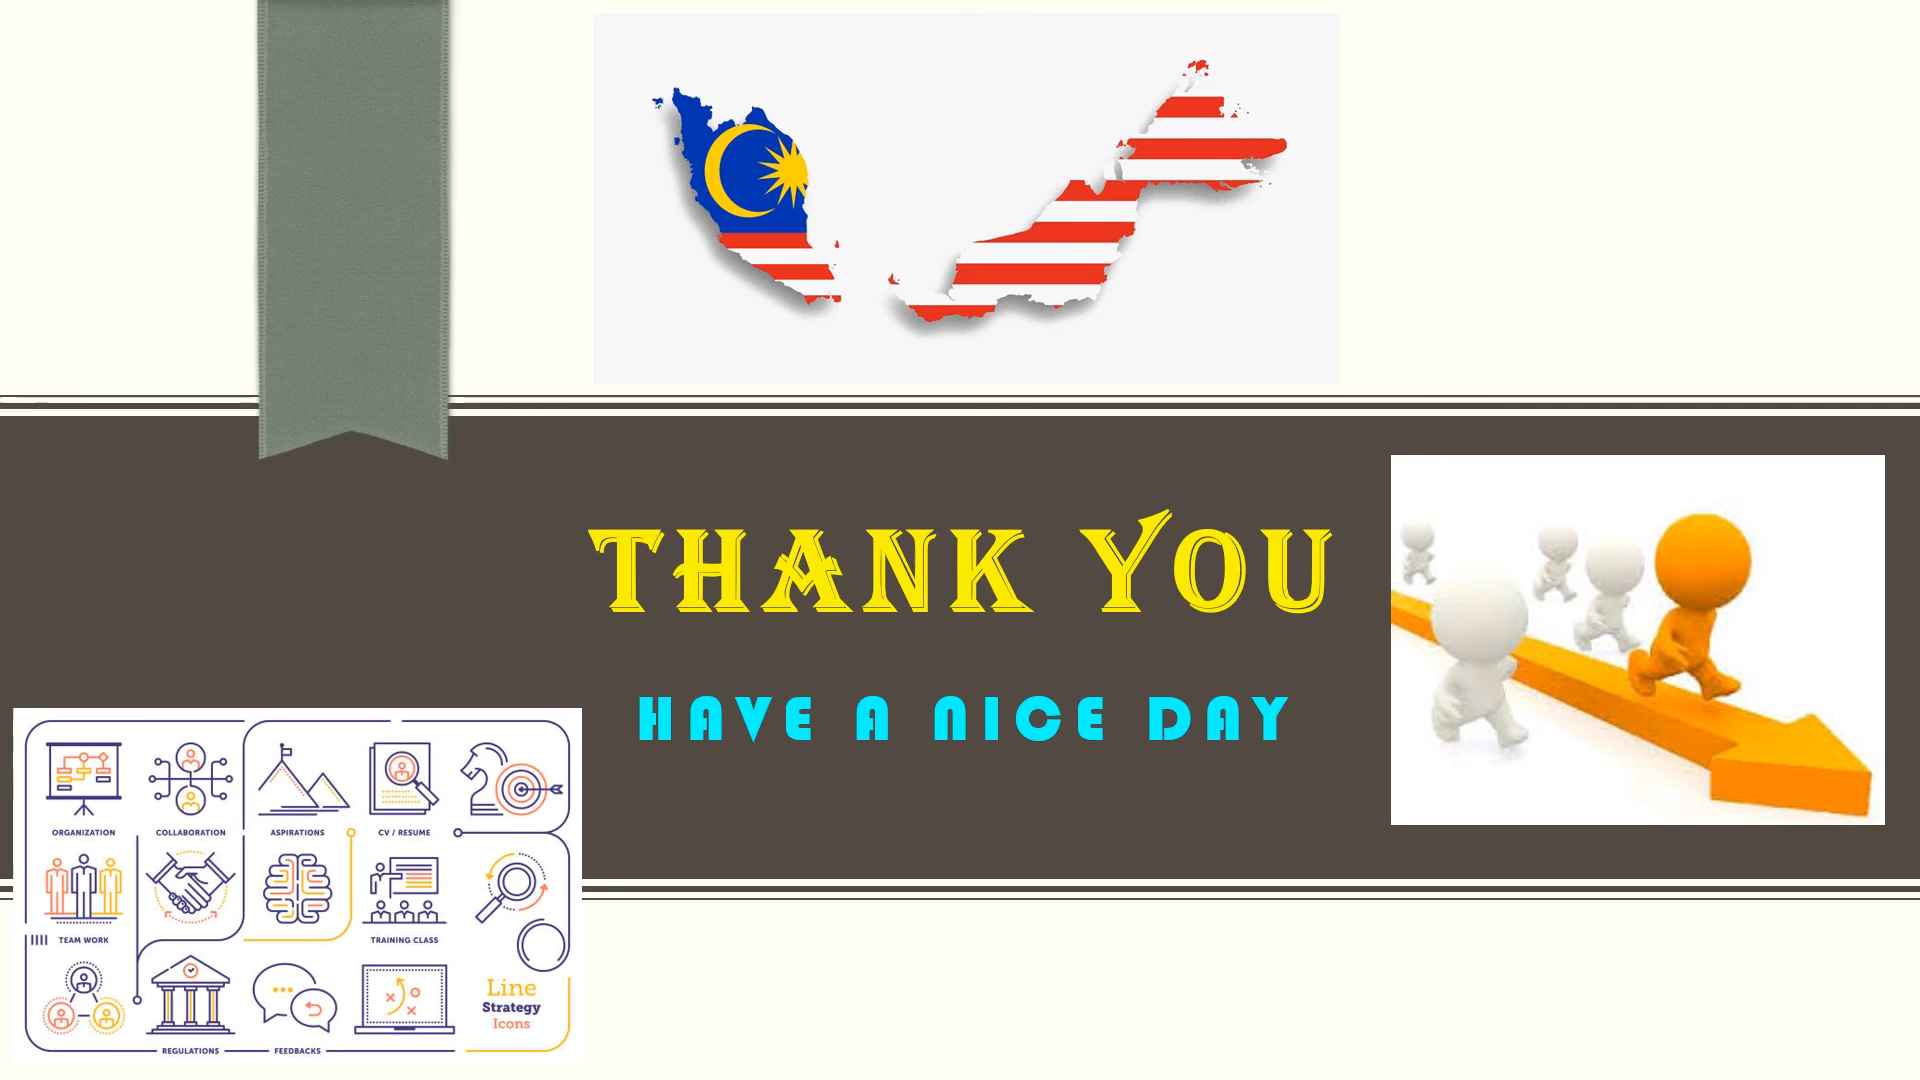 THANK YOU
HAVE A NICE DAY
ORGANIZATION
COLLABORATION
ASPIRATIONS
CV / RESUME
TEAM WORK
TRAINING CLASS
Line
Strategy
Icons
REGULATIONS
FEEDBACKS